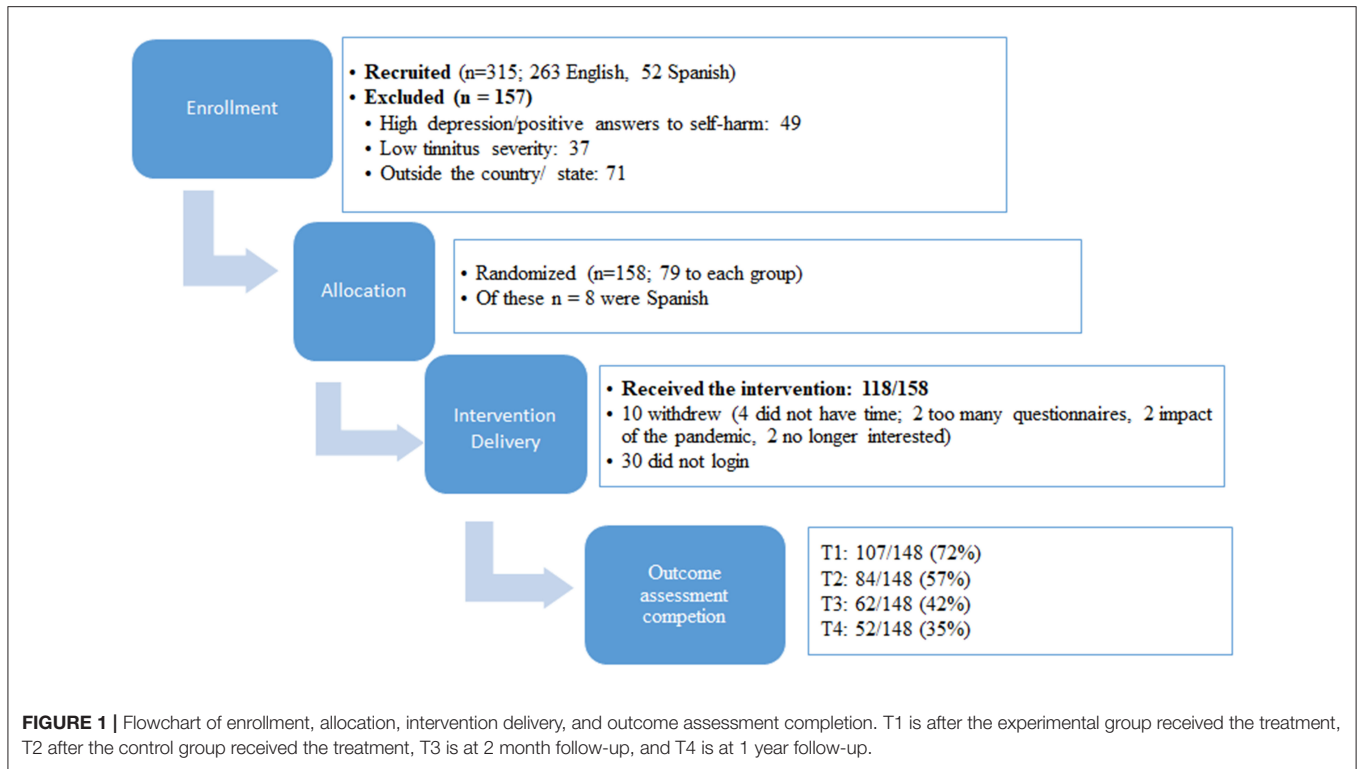 Enrollment
• Recruited (n=315; 263 English, 52 Spanish)
• Excluded (n = 157)
• High depression/positive answers to self-harm: 49
• Low tinnitus severity: 37
• Outside the country/ state: 71
Allocation
• Randomized (n=158; 79 to each group)
• Of these n = 8 were Spanish
Intervention
Delivery
• Received the intervention: 118/158
• 10 withdrew (4 did not have time; 2 too many questionnaires, 2 impact
of the pandemic, 2 no longer interested)
• 30 did not login
Outcome
assessment
competion
T1: 107/148 (72%)
T2: 84/148 (57%)
T3: 62/148 (42%)
T4: 52/148 (35%)
FIGURE 1 | Flowchart of enrollment, allocation, intervention delivery, and outcome assessment completion. T1 is after the experimental group received the treatment,
T2 after the control group received the treatment, T3 is at 2 month follow-up, and T4 is at 1 year follow-up.